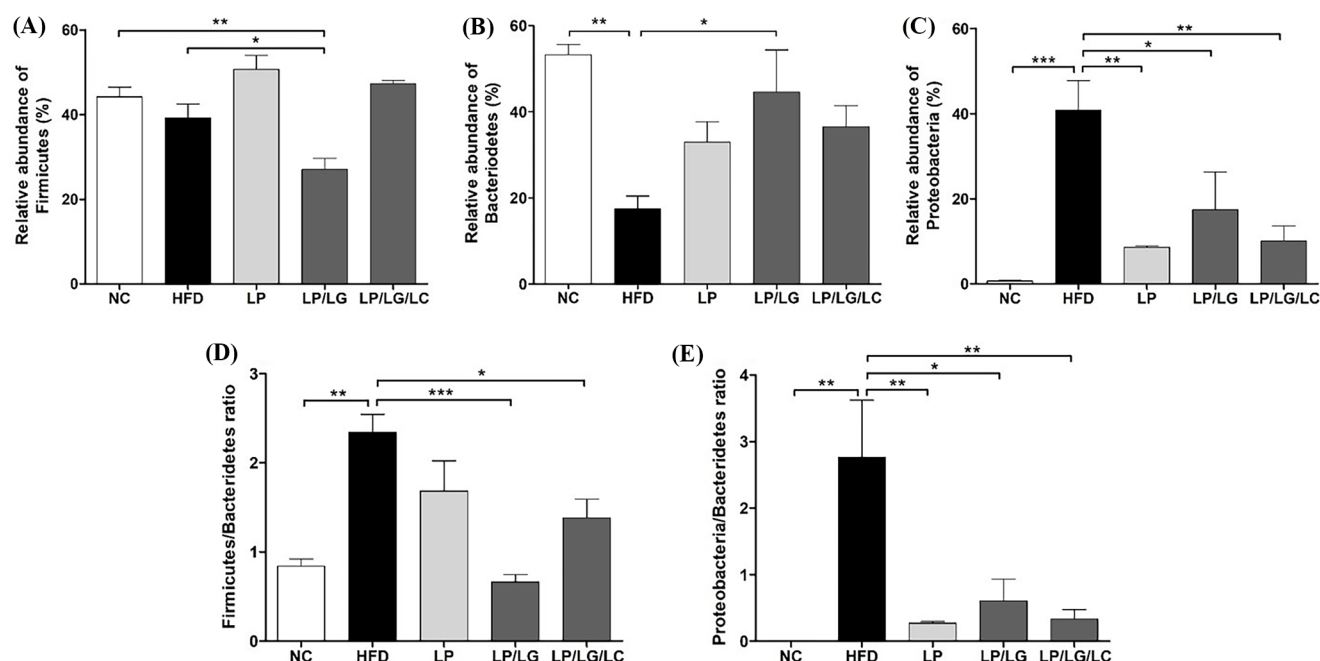 (A)
Relative abundance of
Firmicutes (%)
60
40
20
0
**
*
NC HFD LP LP/LG LP/LG/LC
(B)
Relative abundance of
Bacteriodetes (%)
60
40
20
0
** *
NC HFD LP LP/LG LP/LG/LC
(C)
Relative abundance of
Proteobacteria (%)
60
40
20
0
**
*
*** **
NC HFD LP LP/LG LP/LG/LC
(D)
Firmicutes/Bacteridetes ratio
3
2
1
0
*
** ***
NC HFD LP LP/LG LP/LG/LC
(E)
Proteobacteria/Bacteridetes ratio
4
3
2
1
0
**
*
** **
NC HFD LP LP/LG LP/LG/LC